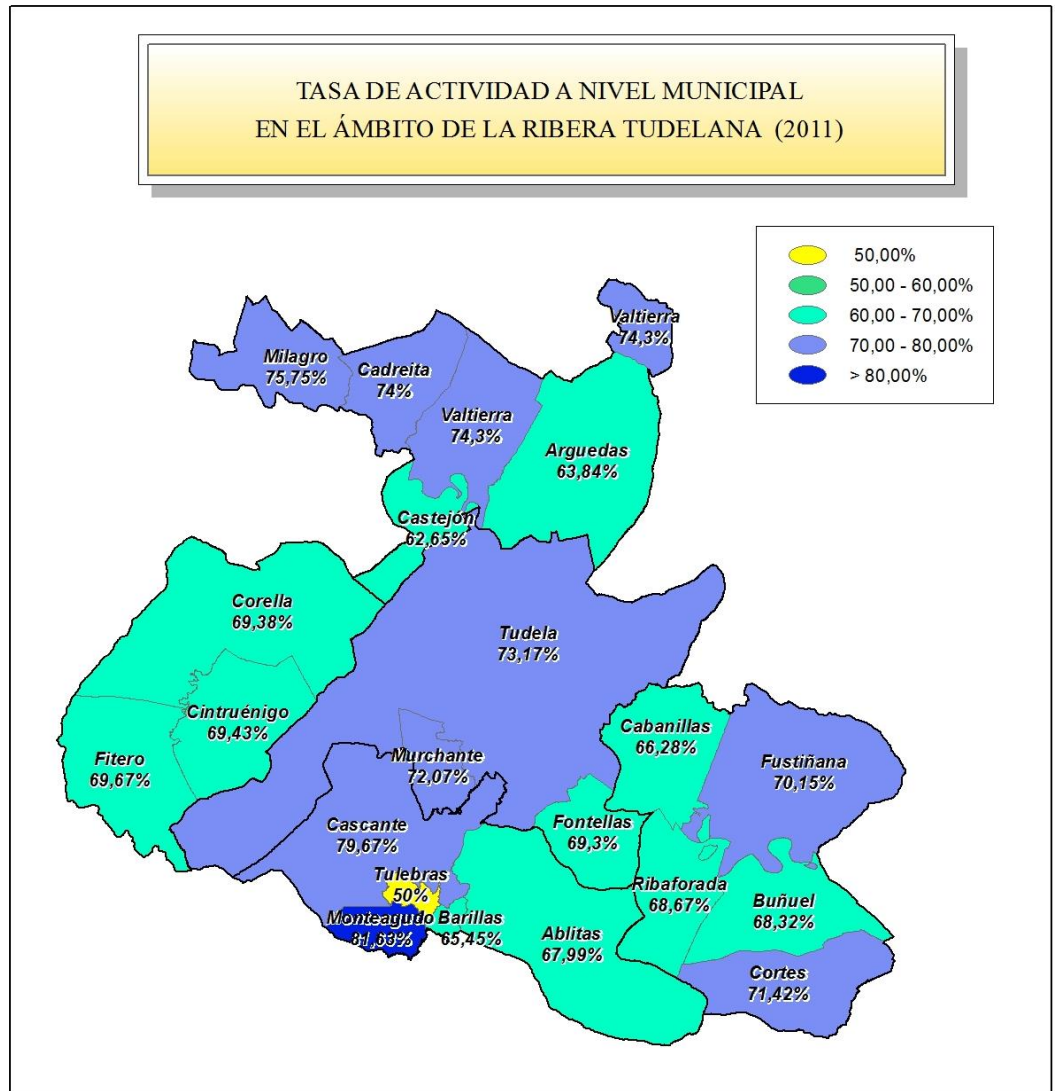 TASA DE ACTIVIDAD A NIVEL MUNICIPAL
EN EL ÁMBITO DE LA RIBERA TUDELANA (2011)
50,00%
50,00 - 60,00%
60,00 - 70,00%
70,00 - 80,00%
> 80,00%
Valtierra
74,3%
Milagro
75,75%
Cadreita
74%
Valtierra
74,3%
Arguedas
63,84%
Castejón
62,65%
Corella
69,38%
Tudela
73,17%
Cintruénigo
69,43%
Cabanillas
66,28%
Fitero
69,67%
Murchante
72,07%
Fustiñana
70,15%
Cascante
79,67%
Fontellas
69,3%
Tulebras
50%
Ribaforada
68,67%
Buñuel
68,32%
Monteagudo
81,63%
Barillas
65,45%
Ablitas
67,99%
Cortes
71,42%